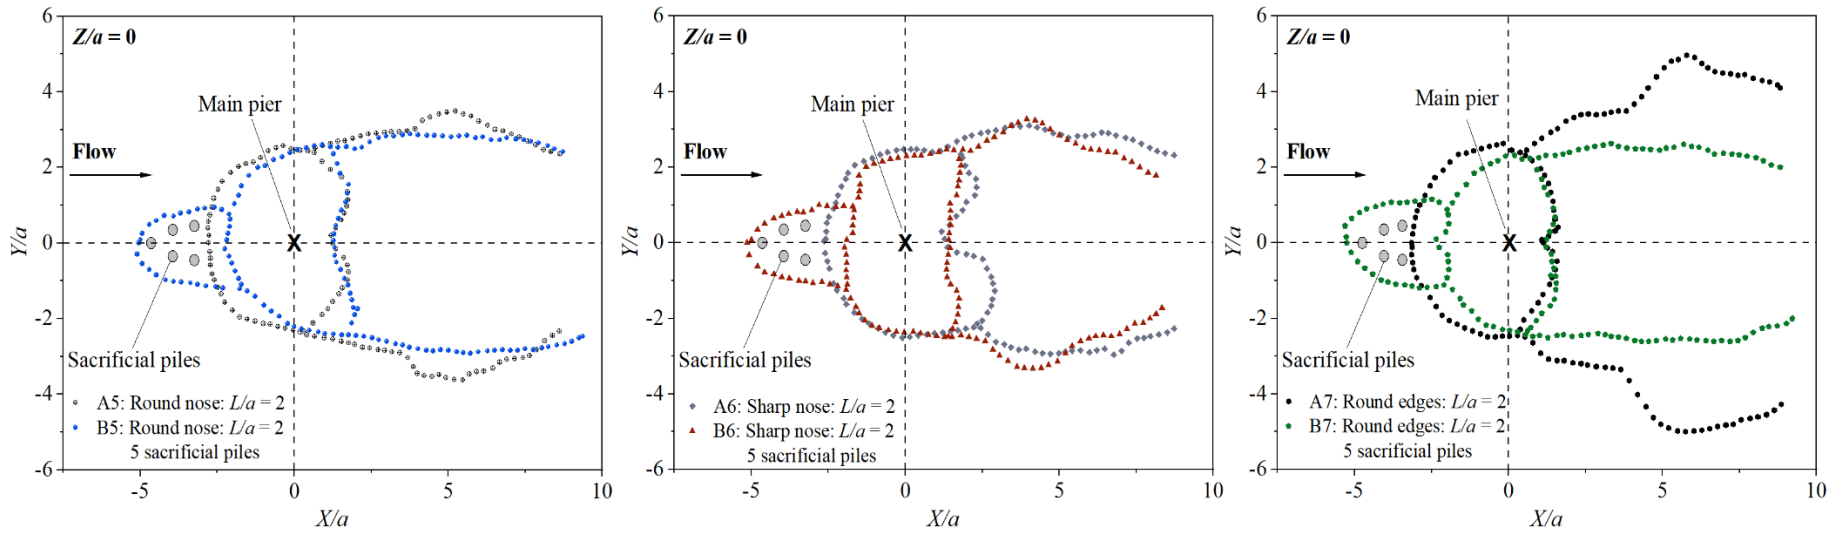 6
4
2
0
-2
-4
-6
Y/a
Z/a = 0
Main pier
Flow
X
Sacrificial piles
A5: Round nose: L/a = 2
B5: Round nose: L/a = 2
5 sacrificial piles
-5
0
5
10
X/a
6
4
2
0
-2
-4
-6
Y/a
Z/a = 0
Main pier
Flow
X
Sacrificial piles
A6: Sharp nose: L/a = 2
B6: Sharp nose: L/a = 2
5 sacrificial piles
-5
0
5
10
X/a
6
4
2
0
-2
-4
-6
Y/a
Z/a = 0
Main pier
Flow
X
Sacrificial piles
A7: Round edges: L/a = 2
B7: Round edges: L/a = 2
5 sacrificial piles
-5
0
5
10
X/a